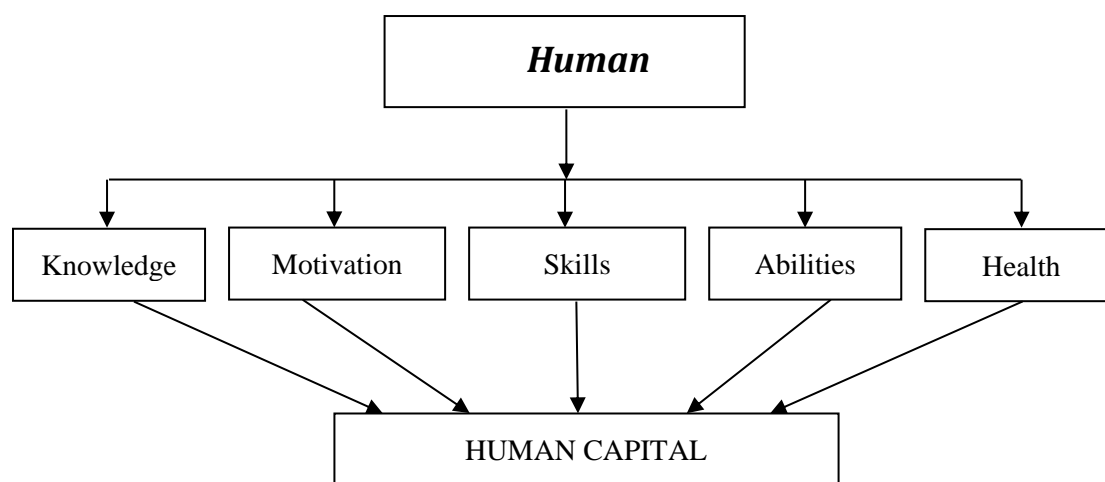 Human
Knowledge
Motivation
Skills
Abilities
Health
HUMAN CAPITAL